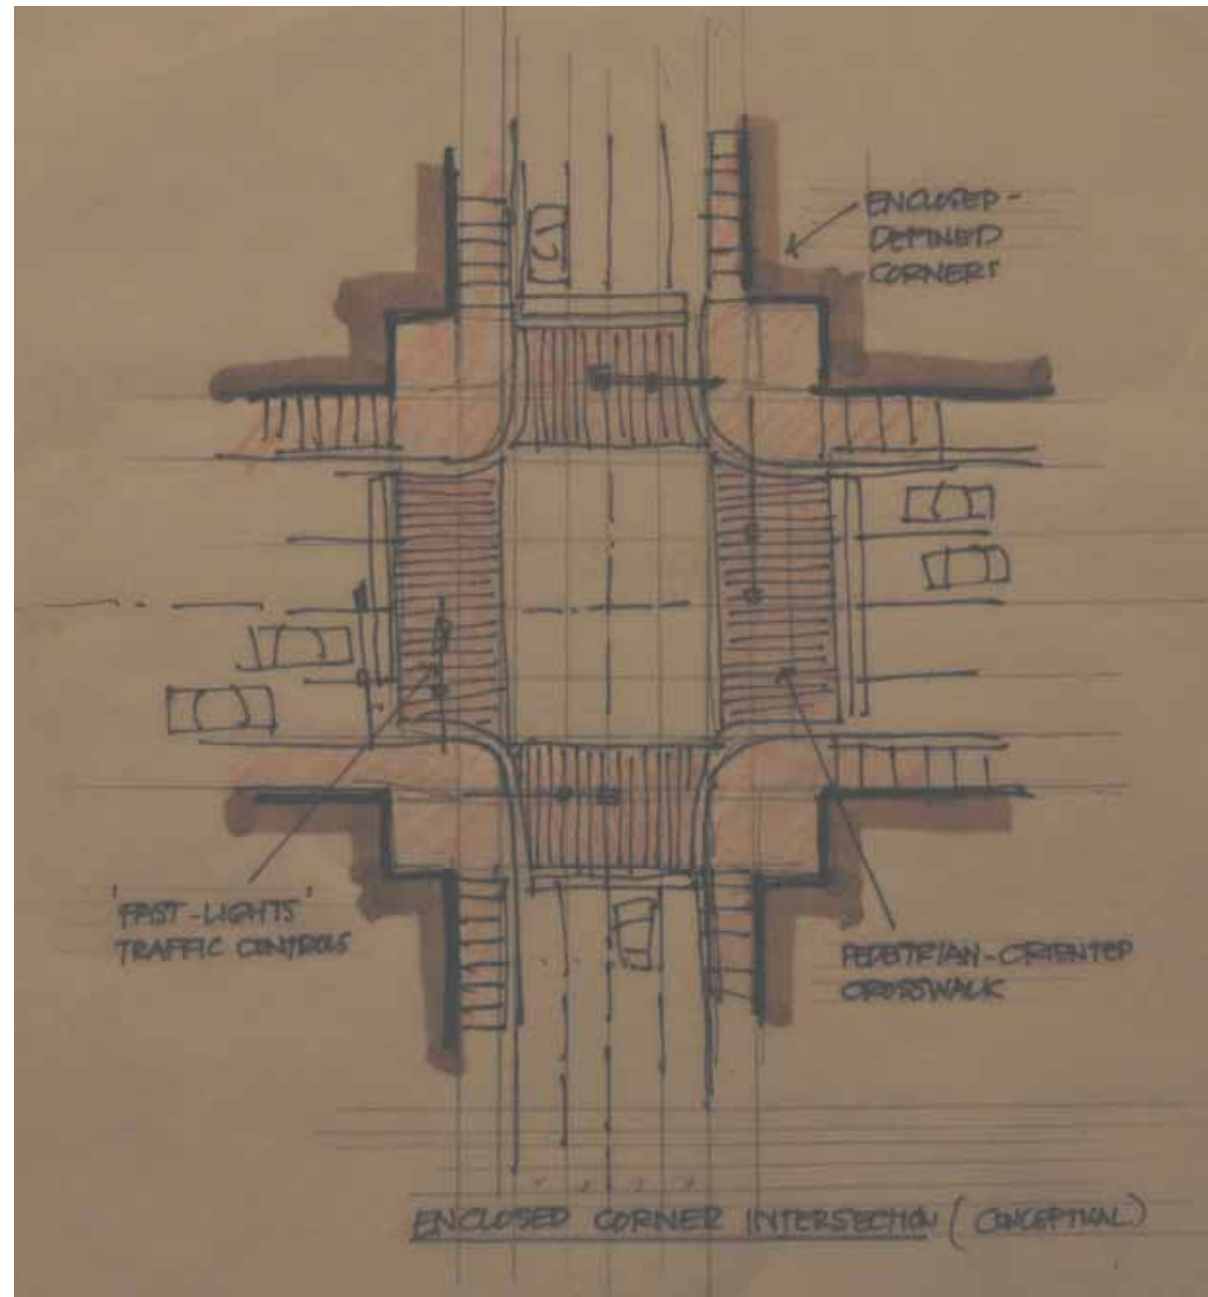 ENCLOSED-
DEFINED
CORNERS
'FAST-LIGHTS'
TRAFFIC CONTROLS
PEDESTRIAN-ORIENTED
CROSSWALK
ENCLOSED CORNER INTERSECTION (CONCEPTUAL)